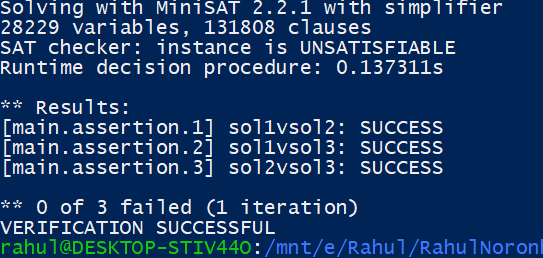 Solving with MiniSAT 2.2.1 with simplifier
28229 variables, 131808 clauses
SAT checker: instance is UNSATISFIABLE
Runtime decision procedure: 0.137311s

** Results:
[main.assertion.1] sol1vsol2: SUCCESS
[main.assertion.2] sol1vsol3: SUCCESS
[main.assertion.3] sol2vsol3: SUCCESS

** 0 of 3 failed (1 iteration)
VERIFICATION SUCCESSFUL
rahul@DESKTOP-STIV44O:/mnt/e/Rahul/RahulNoron